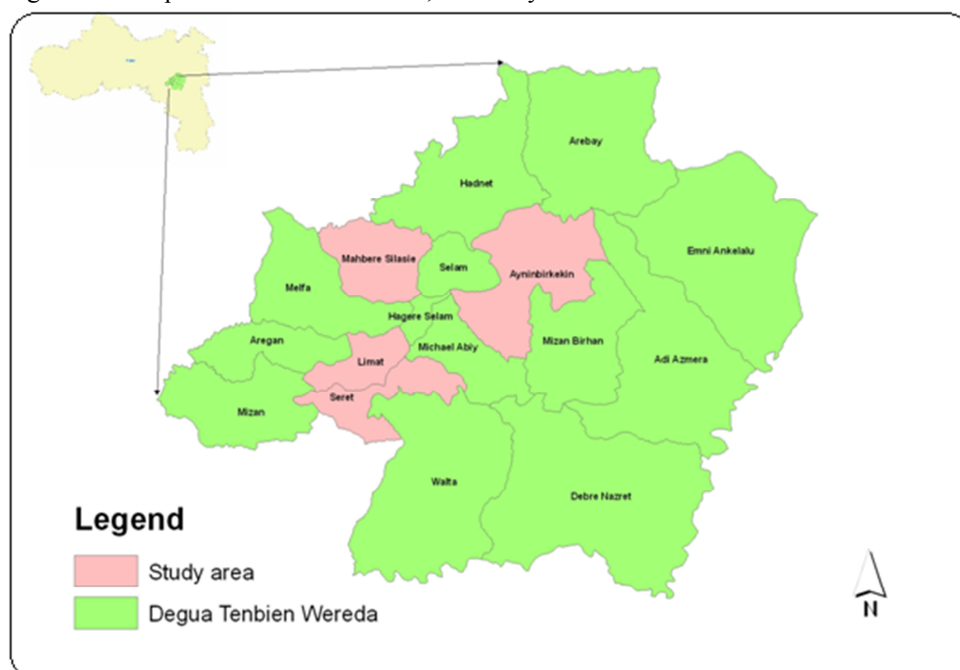 Arebay
Hadnet
Emni Ankelalu
Mahbere Silasie
Selam
Ayninbirkekin
Melfa
Hagere Selam
Aregan
Michael Abiy
Mizan Birhan
Limat
Adi Azmera
Seret
Mizan
Walta
Debre Nazret
Legend
Study area
Degua Tenbien Wereda
N